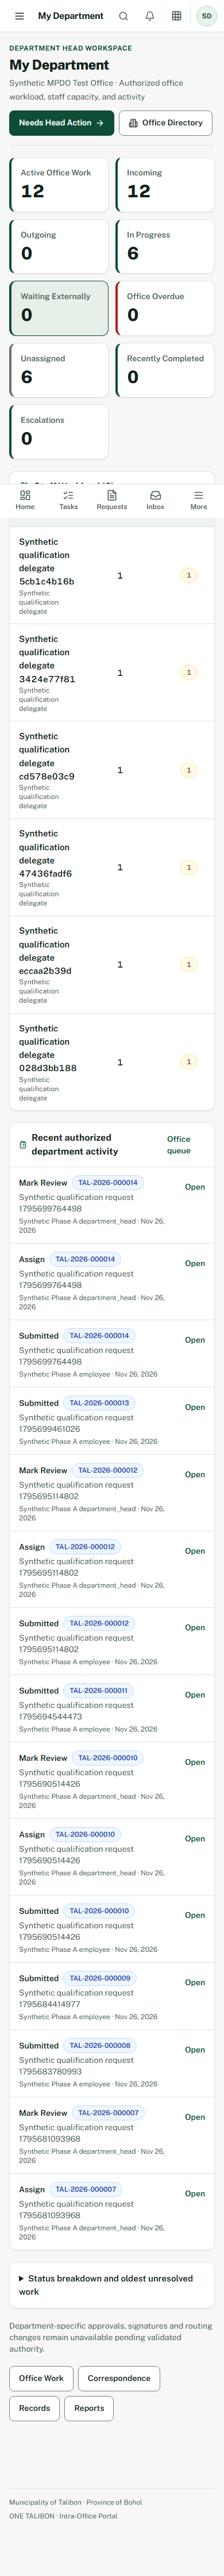 My Department
SD
DEPARTMENT HEAD WORKSPACE
My Department
Synthetic MPDO Test Office · Authorized office
workload, staff capacity, and activity
Needs Head Action →
Office Directory
Active Office Work
12
Incoming
12
Outgoing
0
In Progress
6
Waiting Externally
0
Office Overdue
0
Unassigned
6
Recently Completed
0
Escalations
0
Home
Tasks
Requests
Inbox
More
Synthetic
qualification
delegate
5cb1c4b16b
Synthetic
qualification
delegate
1
1
Synthetic
qualification
delegate
3424e77f81
Synthetic
qualification
delegate
1
1
Synthetic
qualification
delegate
cd578e03c9
Synthetic
qualification
delegate
1
1
Synthetic
qualification
delegate
47436fadf6
Synthetic
qualification
delegate
1
1
Synthetic
qualification
delegate
eccaa2b39d
Synthetic
qualification
delegate
1
1
Synthetic
qualification
delegate
028d3bb188
Synthetic
qualification
delegate
1
1
Recent authorized
department activity
Office
queue
Mark Review TAL-2026-000014
Open
Synthetic qualification request
1795699764498
Synthetic Phase A department_head · Nov 26,
2026
Assign TAL-2026-000014
Open
Synthetic qualification request
1795699764498
Synthetic Phase A department_head · Nov 26,
2026
Submitted TAL-2026-000014
Open
Synthetic qualification request
1795699764498
Synthetic Phase A employee · Nov 26, 2026
Submitted TAL-2026-000013
Open
Synthetic qualification request
1795699461026
Synthetic Phase A employee · Nov 26, 2026
Mark Review TAL-2026-000012
Open
Synthetic qualification request
1795695114802
Synthetic Phase A department_head · Nov 26,
2026
Assign TAL-2026-000012
Open
Synthetic qualification request
1795695114802
Synthetic Phase A department_head · Nov 26,
2026
Submitted TAL-2026-000012
Open
Synthetic qualification request
1795695114802
Synthetic Phase A employee · Nov 26, 2026
Submitted TAL-2026-000011
Open
Synthetic qualification request
1795694544473
Synthetic Phase A employee · Nov 26, 2026
Mark Review TAL-2026-000010
Open
Synthetic qualification request
1795690514426
Synthetic Phase A department_head · Nov 26,
2026
Assign TAL-2026-000010
Open
Synthetic qualification request
1795690514426
Synthetic Phase A department_head · Nov 26,
2026
Submitted TAL-2026-000010
Open
Synthetic qualification request
1795690514426
Synthetic Phase A employee · Nov 26, 2026
Submitted TAL-2026-000009
Open
Synthetic qualification request
1795684414977
Synthetic Phase A employee · Nov 26, 2026
Submitted TAL-2026-000008
Open
Synthetic qualification request
1795683780993
Synthetic Phase A employee · Nov 26, 2026
Mark Review TAL-2026-000007
Open
Synthetic qualification request
1795681093968
Synthetic Phase A department_head · Nov 26,
2026
Assign TAL-2026-000007
Open
Synthetic qualification request
1795681093968
Synthetic Phase A department_head · Nov 26,
2026
▶ Status breakdown and oldest unresolved
work
Department-specific approvals, signatures and routing
changes remain unavailable pending validated
authority.
Office Work
Correspondence
Records
Reports
Municipality of Talibon · Province of Bohol
ONE TALIBON · Intra-Office Portal